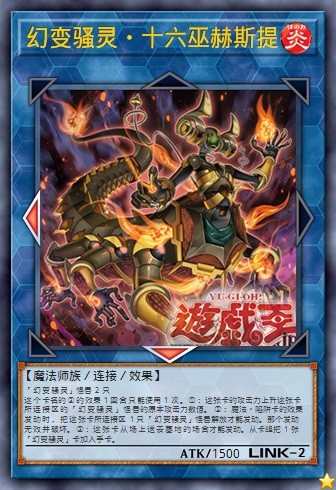 幻变骚灵·十六巫赫斯提
炎
YU-GI-OH!
遊戯王
【魔法师族／连接／效果】
「幻变骚灵」怪兽2只
这个卡名的②的效果1回合只能使用1次。①：这张卡的攻击力上升这张卡
所连接区的「幻变骚灵」怪兽的原本攻击力数值。②：魔法·陷阱卡的效果
发动时，把这张卡所连接区1只「幻变骚灵」怪兽解放才能发动。那个发动
无效并破坏。③：这张卡从场上送去墓地的场合才能发动。从卡组把1张
「幻变骚灵」卡加入手卡。
ATK/1500 LINK-2